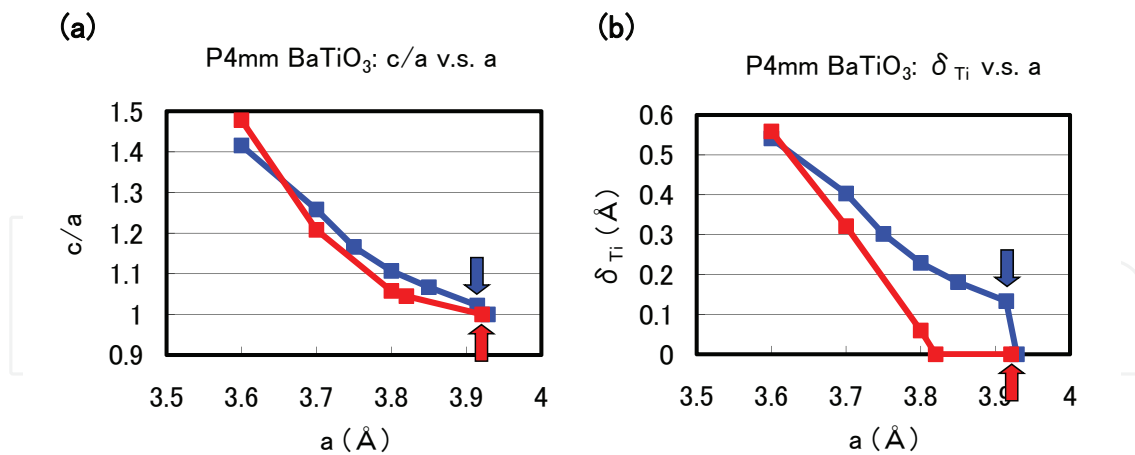 (a)
P4mm BaTiO₃: c/a v.s. a
1.5
1.4
1.3
1.2
1.1
1
0.9
c/a
3.5 3.6 3.7 3.8 3.9 4
a (Å)
(b)
P4mm BaTiO₃: δ Ti v.s. a
0.6
0.5
0.4
0.3
0.2
0.1
0
δ Ti (Å)
3.5 3.6 3.7 3.8 3.9 4
a (Å)